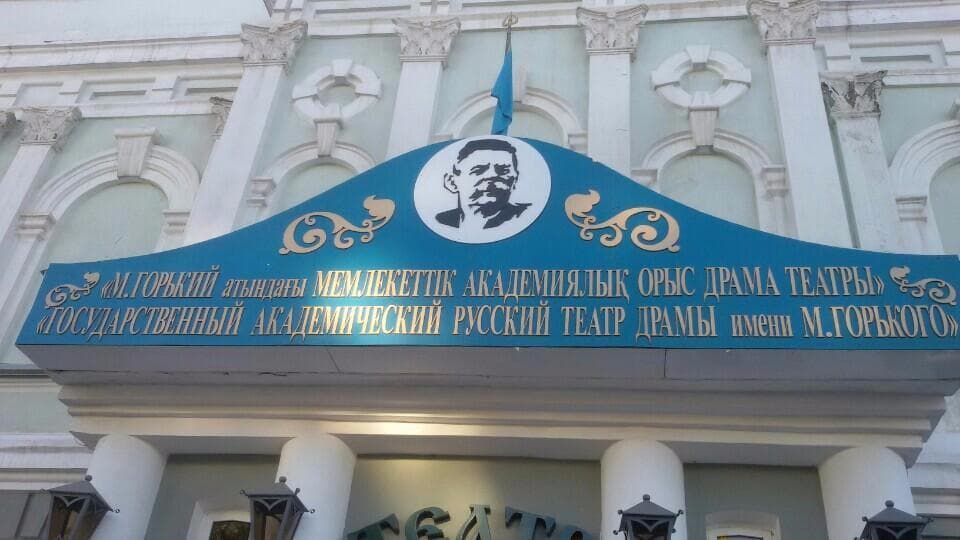 «М.ГОРЬКИЙ атындағы МЕМЛЕКЕТТІК АКАДЕМИЯЛЫҚ ОРЫС ДРАМА ТЕАТРЫ»
«ГОСУДАРСТВЕННЫЙ АКАДЕМИЧЕСКИЙ РУССКИЙ ТЕАТР ДРАМЫ имени М.ГОРЬКОГО»